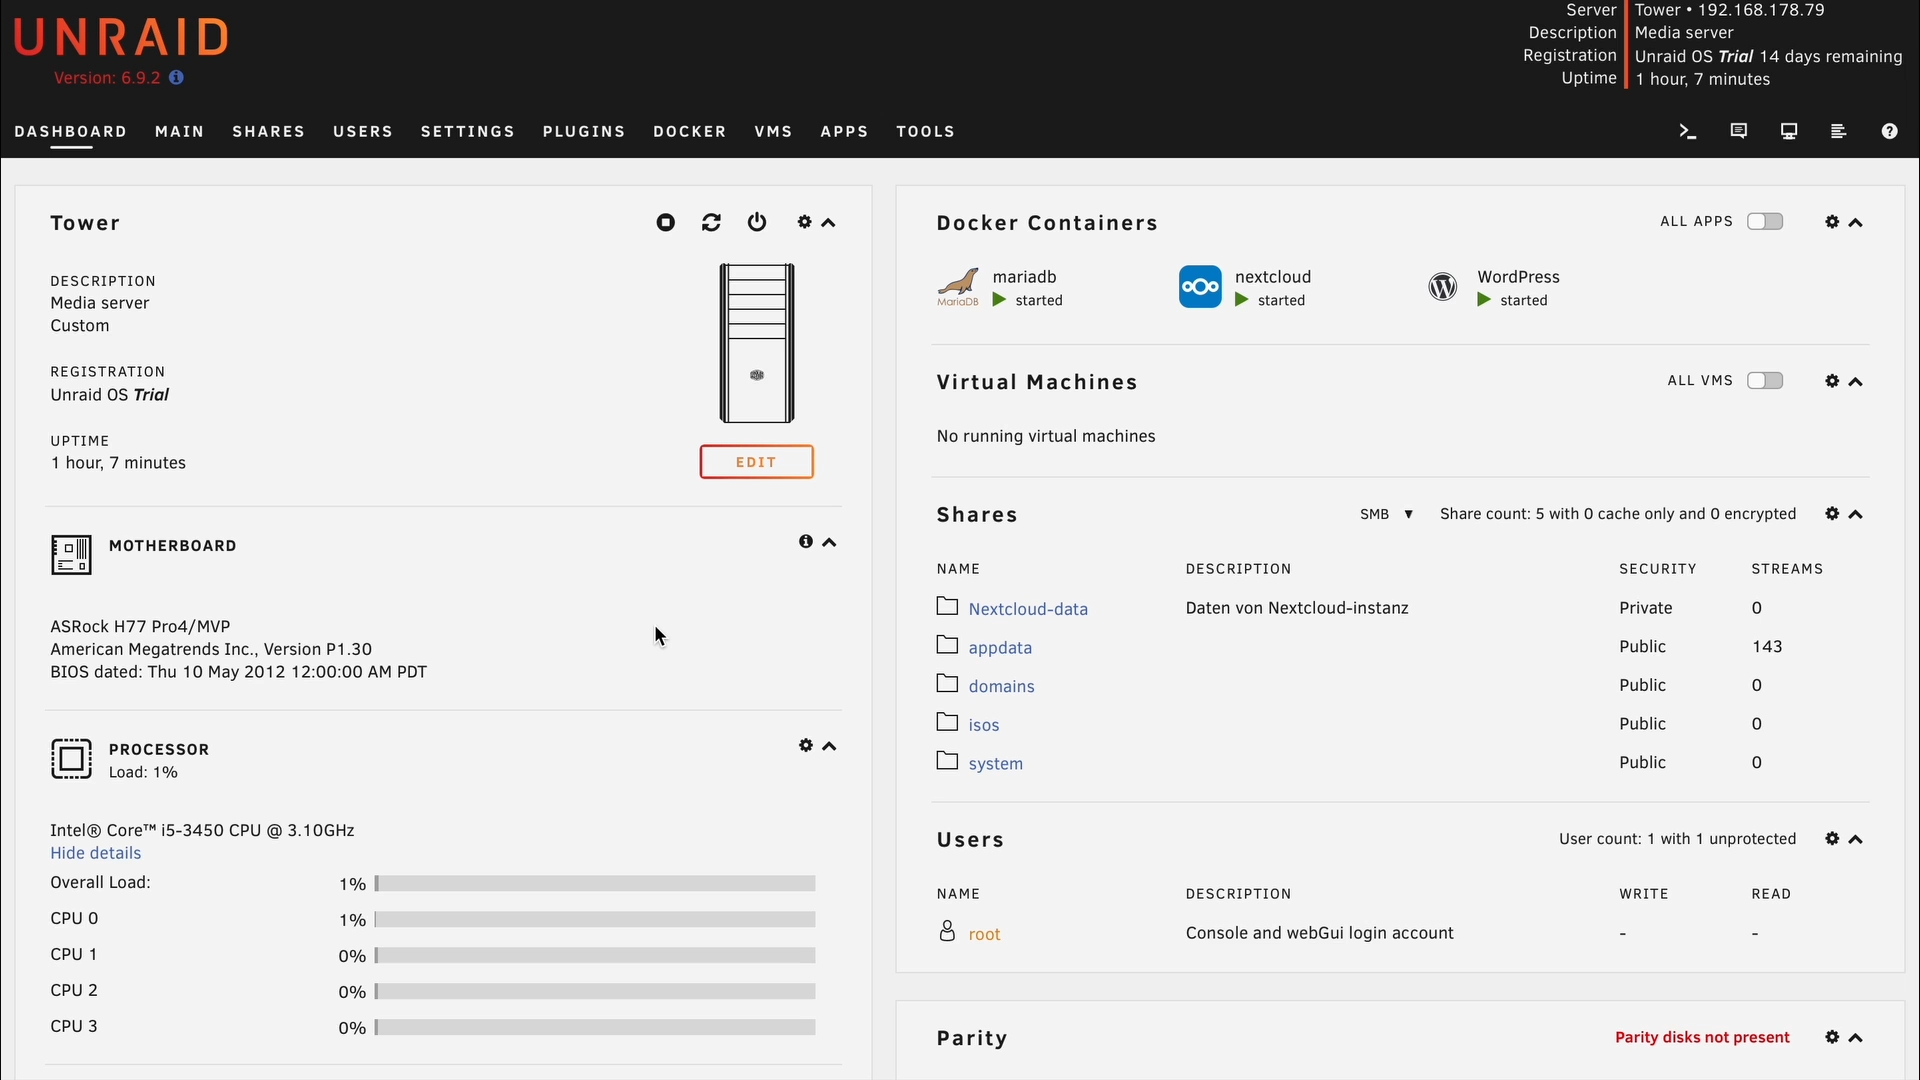 UNRAID
Version: 6.9.2
Server Tower • 192.168.178.79
Description Media server
Registration Unraid OS Trial 14 days remaining
Uptime 1 hour, 7 minutes
DASHBOARD MAIN SHARES USERS SETTINGS PLUGINS DOCKER VMS APPS TOOLS
Tower
DESCRIPTION
Media server
Custom
REGISTRATION
Unraid OS Trial
UPTIME
1 hour, 7 minutes
EDIT
MOTHERBOARD
ASRock H77 Pro4/MVP
American Megatrends Inc., Version P1.30
BIOS dated: Thu 10 May 2012 12:00:00 AM PDT
PROCESSOR
Load: 1%
Intel® Core™ i5-3450 CPU @ 3.10GHz
Hide details
Overall Load: 1%
CPU 0 1%
CPU 1 0%
CPU 2 0%
CPU 3 0%
Docker Containers ALL APPS
MariaDB
mariadb
started
nextcloud
started
WordPress
started
Virtual Machines ALL VMS
No running virtual machines
Shares SMB ▼ Share count: 5 with 0 cache only and 0 encrypted
NAME DESCRIPTION SECURITY STREAMS
Nextcloud-data Daten von Nextcloud-instanz Private 0
appdata Public 143
domains Public 0
isos Public 0
system Public 0
Users User count: 1 with 1 unprotected
NAME DESCRIPTION WRITE READ
root Console and webGui login account - -
Parity Parity disks not present